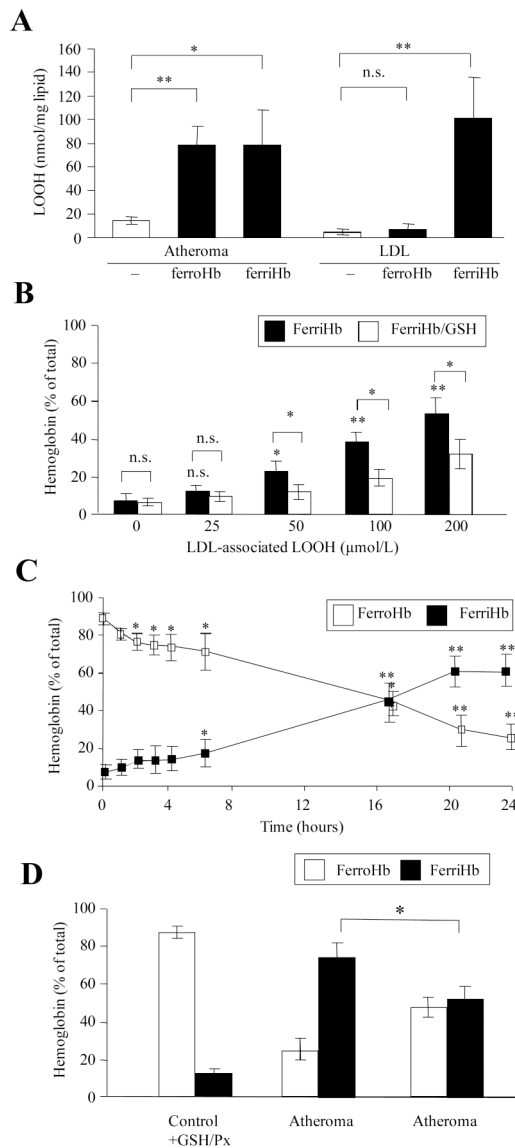 A
LOOH (nmol/mg lipid)
160
140
120
100
80
60
40
20
0
*
**
**
n.s.
Atheroma
LDL
– ferroHb ferriHb – ferroHb ferriHb
B
Hemoglobin (% of total)
100
80
60
40
20
0
FerriHb FerriHb/GSH
n.s.
n.s.
n.s.
*
*
*
**
*
**
0 25 50 100 200
LDL-associated LOOH (µmol/L)
C
Hemoglobin (% of total)
100
80
60
40
20
0
FerroHb FerriHb
* * * *
*
**
*
** **
** **
0 4 8 12 16 20 24
Time (hours)
D
FerroHb FerriHb
Hemoglobin (% of total)
100
80
60
40
20
0
*
Control Atheroma Atheroma
+GSH/Px